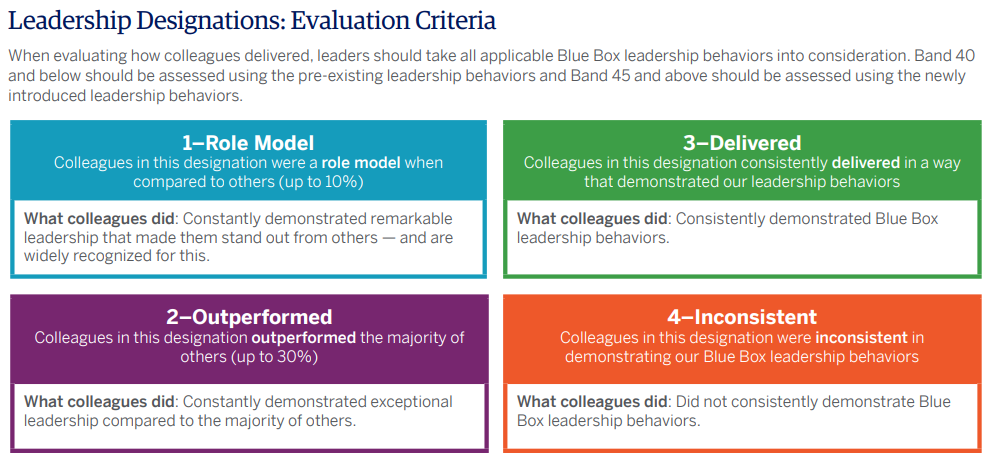 Leadership Designations: Evaluation Criteria
When evaluating how colleagues delivered, leaders should take all applicable Blue Box leadership behaviors into consideration. Band 40
and below should be assessed using the pre-existing leadership behaviors and Band 45 and above should be assessed using the newly
introduced leadership behaviors.
1–Role Model
Colleagues in this designation were a role model when
compared to others (up to 10%)
What colleagues did: Constantly demonstrated remarkable
leadership that made them stand out from others — and are
widely recognized for this.
3–Delivered
Colleagues in this designation consistently delivered in a way
that demonstrated our leadership behaviors
What colleagues did: Consistently demonstrated Blue Box
leadership behaviors.
2–Outperformed
Colleagues in this designation outperformed the majority of
others (up to 30%)
What colleagues did: Constantly demonstrated exceptional
leadership compared to the majority of others.
4–Inconsistent
Colleagues in this designation were inconsistent in
demonstrating our Blue Box leadership behaviors
What colleagues did: Did not consistently demonstrate Blue
Box leadership behaviors.